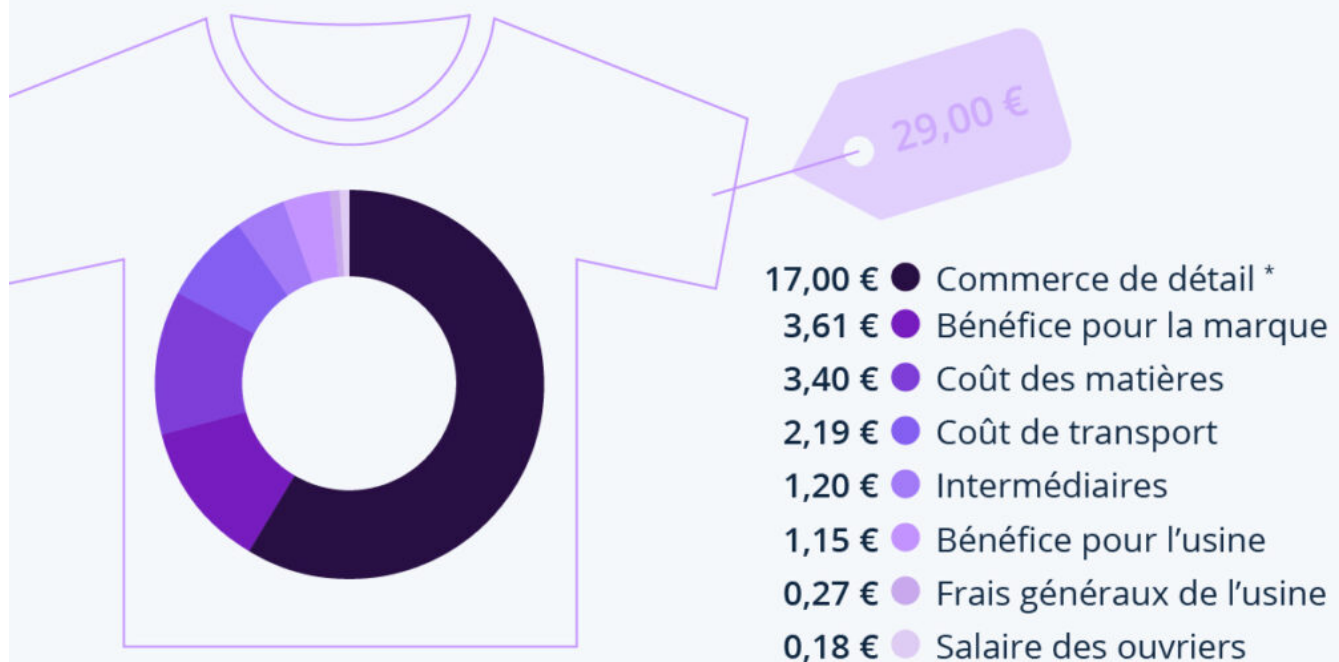 29,00 €
17,00 € Commerce de détail *
3,61 € Bénéfice pour la marque
3,40 € Coût des matières
2,19 € Coût de transport
1,20 € Intermédiaires
1,15 € Bénéfice pour l'usine
0,27 € Frais généraux de l'usine
0,18 € Salaire des ouvriers